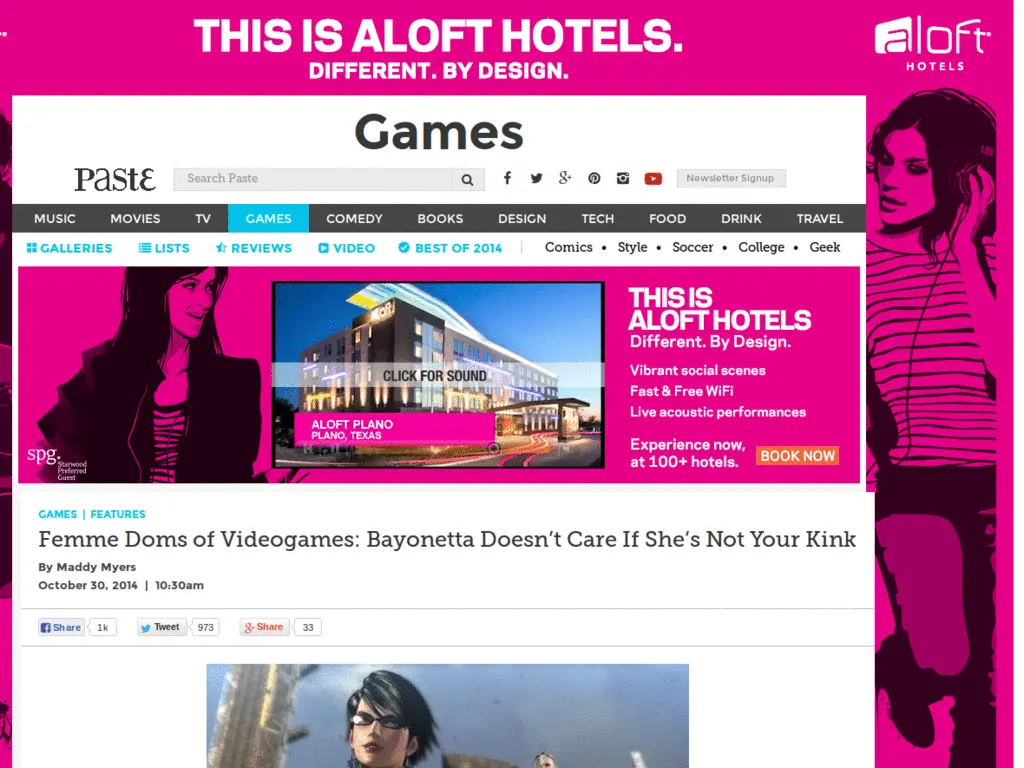 THIS IS ALOFT HOTELS.
DIFFERENT. BY DESIGN.
aloft
HOTELS
Games
Paste
Search Paste
Newsletter Signup
MUSIC MOVIES TV GAMES COMEDY BOOKS DESIGN TECH FOOD DRINK TRAVEL
GALLERIES LISTS REVIEWS VIDEO BEST OF 2014 | Comics • Style • Soccer • College • Geek
CLICK FOR SOUND
ALOFT PLANO
PLANO, TEXAS
spg.
Starwood
Preferred
Guest
THIS IS
ALOFT HOTELS
Different. By Design.
Vibrant social scenes
Fast & Free WiFi
Live acoustic performances
Experience now,
at 100+ hotels.
BOOK NOW
GAMES | FEATURES
Femme Doms of Videogames: Bayonetta Doesn’t Care If She’s Not Your Kink
By Maddy Myers
October 30, 2014 | 10:30am
Share 1k Tweet 973 Share 33